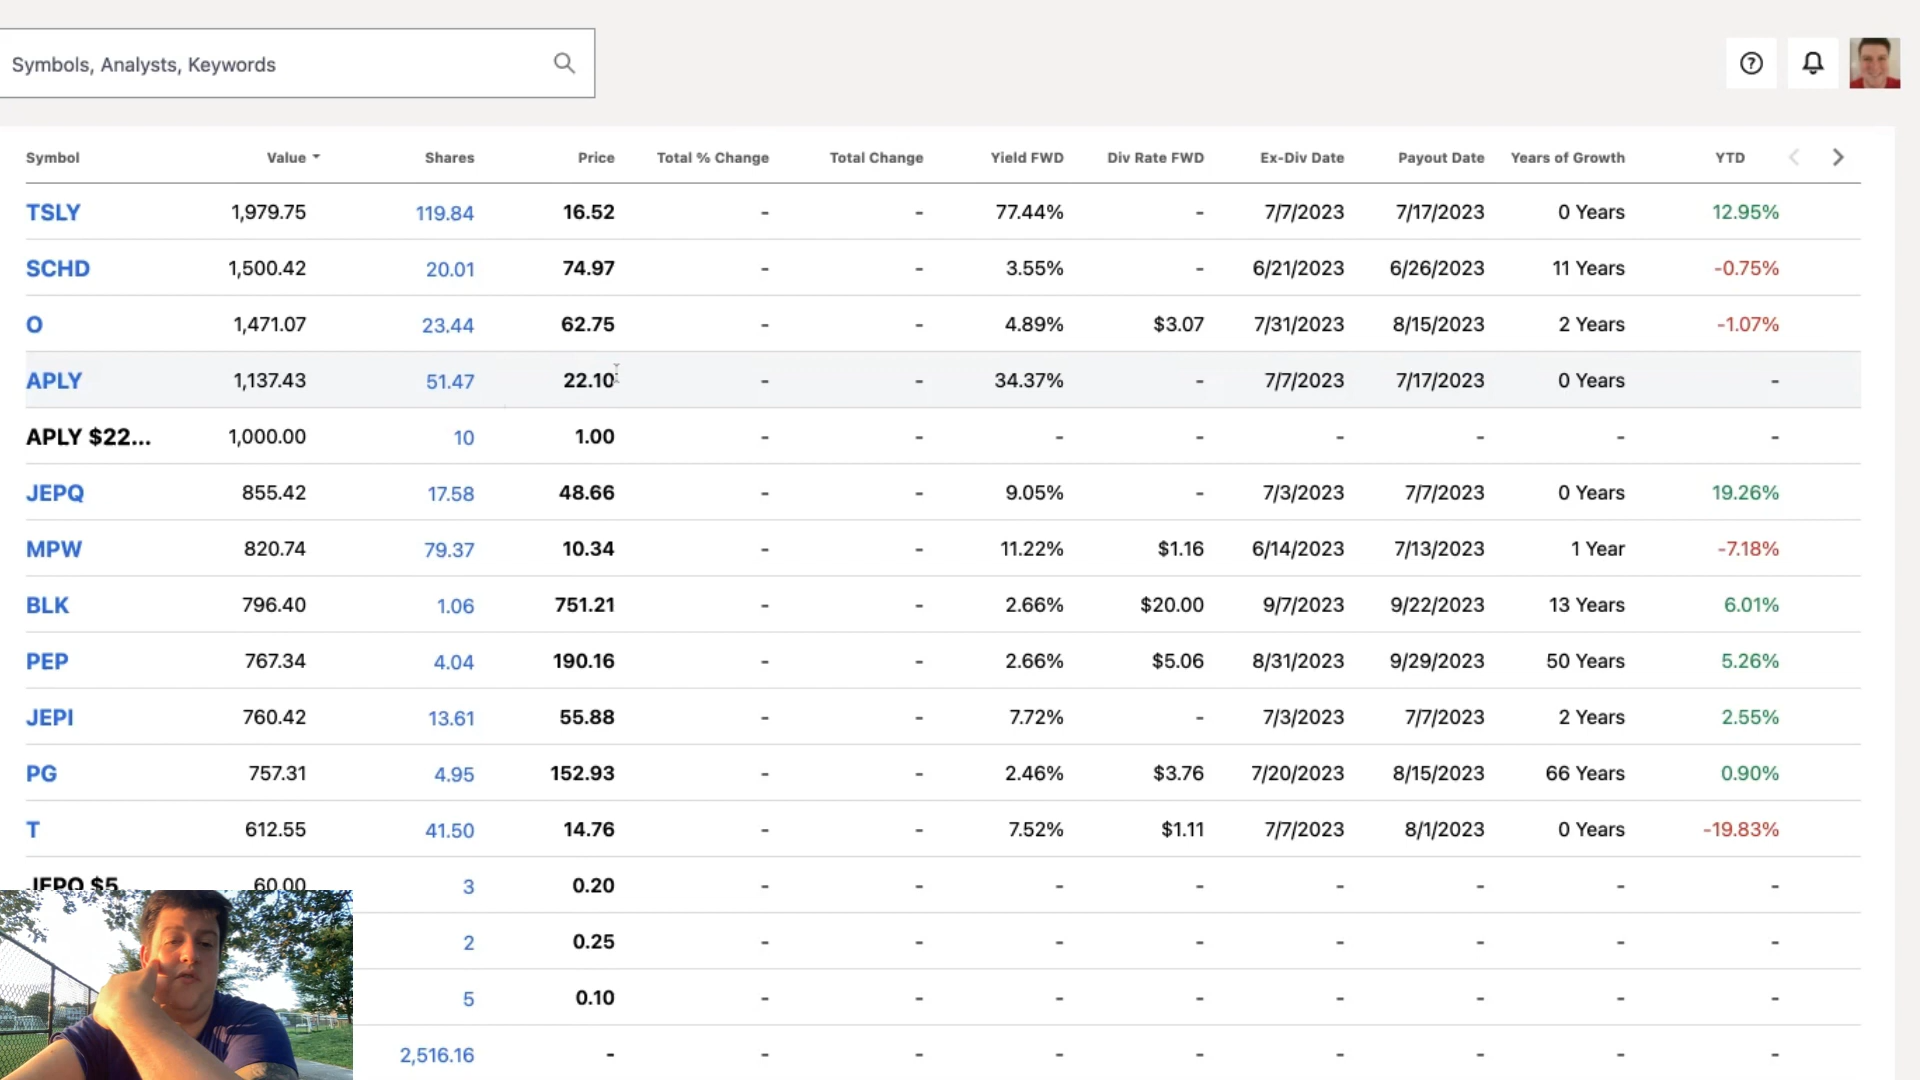 Symbols, Analysts, Keywords
Symbol Value Shares Price Total % Change Total Change Yield FWD Div Rate FWD Ex-Div Date Payout Date Years of Growth YTD
TSLY 1,979.75 119.84 16.52 - - 77.44% - 7/7/2023 7/17/2023 0 Years 12.95%
SCHD 1,500.42 20.01 74.97 - - 3.55% - 6/21/2023 6/26/2023 11 Years -0.75%
O 1,471.07 23.44 62.75 - - 4.89% $3.07 7/31/2023 8/15/2023 2 Years -1.07%
APLY 1,137.43 51.47 22.10 - - 34.37% - 7/7/2023 7/17/2023 0 Years -
APLY $22... 1,000.00 10 1.00 - - - - - - - -
JEPQ 855.42 17.58 48.66 - - 9.05% - 7/3/2023 7/7/2023 0 Years 19.26%
MPW 820.74 79.37 10.34 - - 11.22% $1.16 6/14/2023 7/13/2023 1 Year -7.18%
BLK 796.40 1.06 751.21 - - 2.66% $20.00 9/7/2023 9/22/2023 13 Years 6.01%
PEP 767.34 4.04 190.16 - - 2.66% $5.06 8/31/2023 9/29/2023 50 Years 5.26%
JEPI 760.42 13.61 55.88 - - 7.72% - 7/3/2023 7/7/2023 2 Years 2.55%
PG 757.31 4.95 152.93 - - 2.46% $3.76 7/20/2023 8/15/2023 66 Years 0.90%
T 612.55 41.50 14.76 - - 7.52% $1.11 7/7/2023 8/1/2023 0 Years -19.83%
JEPQ $5 60.00 3 0.20 - - - - - - - -
2 0.25 - - - - - - - -
5 0.10 - - - - - - - -
2,516.16 - - - - - - - - -